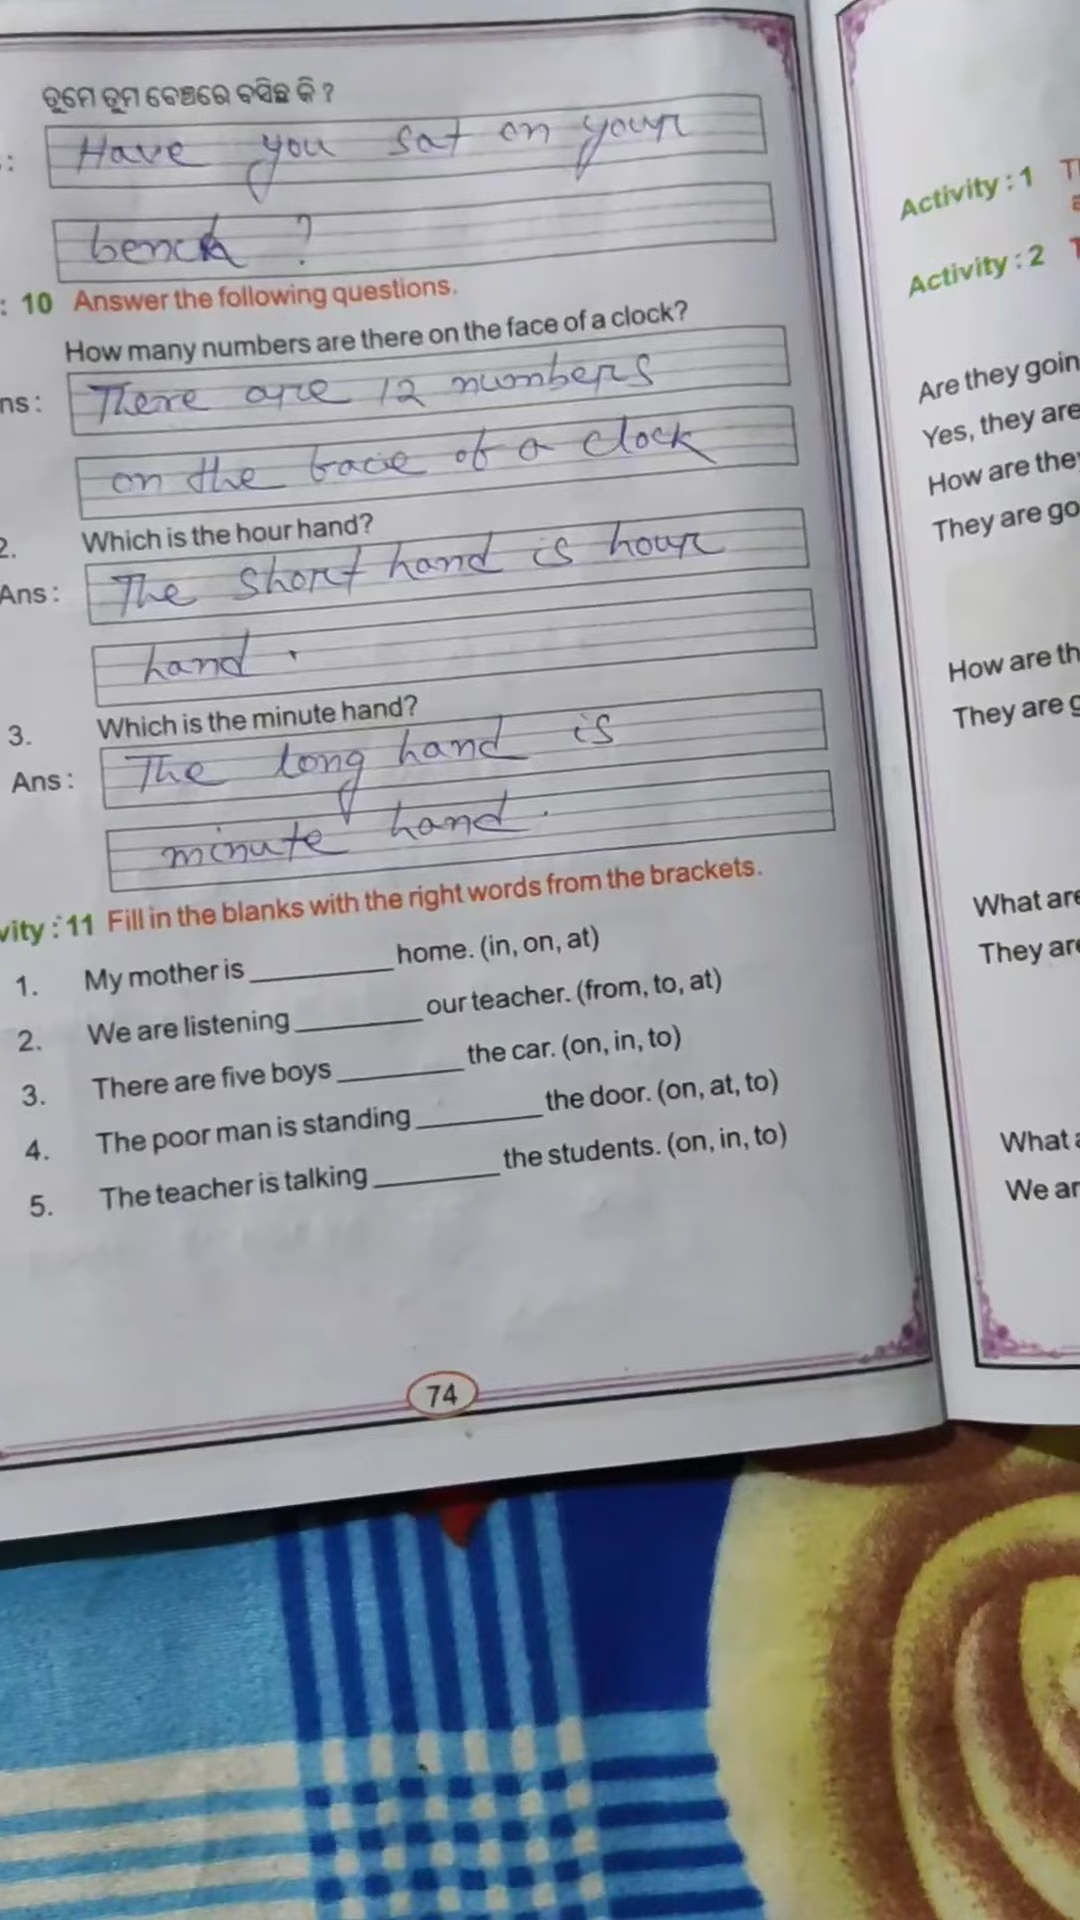 ତୁମେ ତୁମ ବେଞ୍ଚରେ ବସିଛ କି ?
: Have you sat on your
bench ?
: 10 Answer the following questions.
How many numbers are there on the face of a clock?
ns : There are 12 numbers
on the face of a clock
2. Which is the hour hand?
Ans : The short hand is hour
hand .
3. Which is the minute hand?
Ans : The long hand is
minute hand .
vity : 11 Fill in the blanks with the right words from the brackets.
1. My mother is ________ home. (in, on, at)
2. We are listening ________ our teacher. (from, to, at)
3. There are five boys ________ the car. (on, in, to)
4. The poor man is standing ________ the door. (on, at, to)
5. The teacher is talking ________ the students. (on, in, to)
74
Activity : 1
Activity : 2
Are they goin
Yes, they are
How are they
They are go
How are th
They are g
What are
They are
What a
We ar